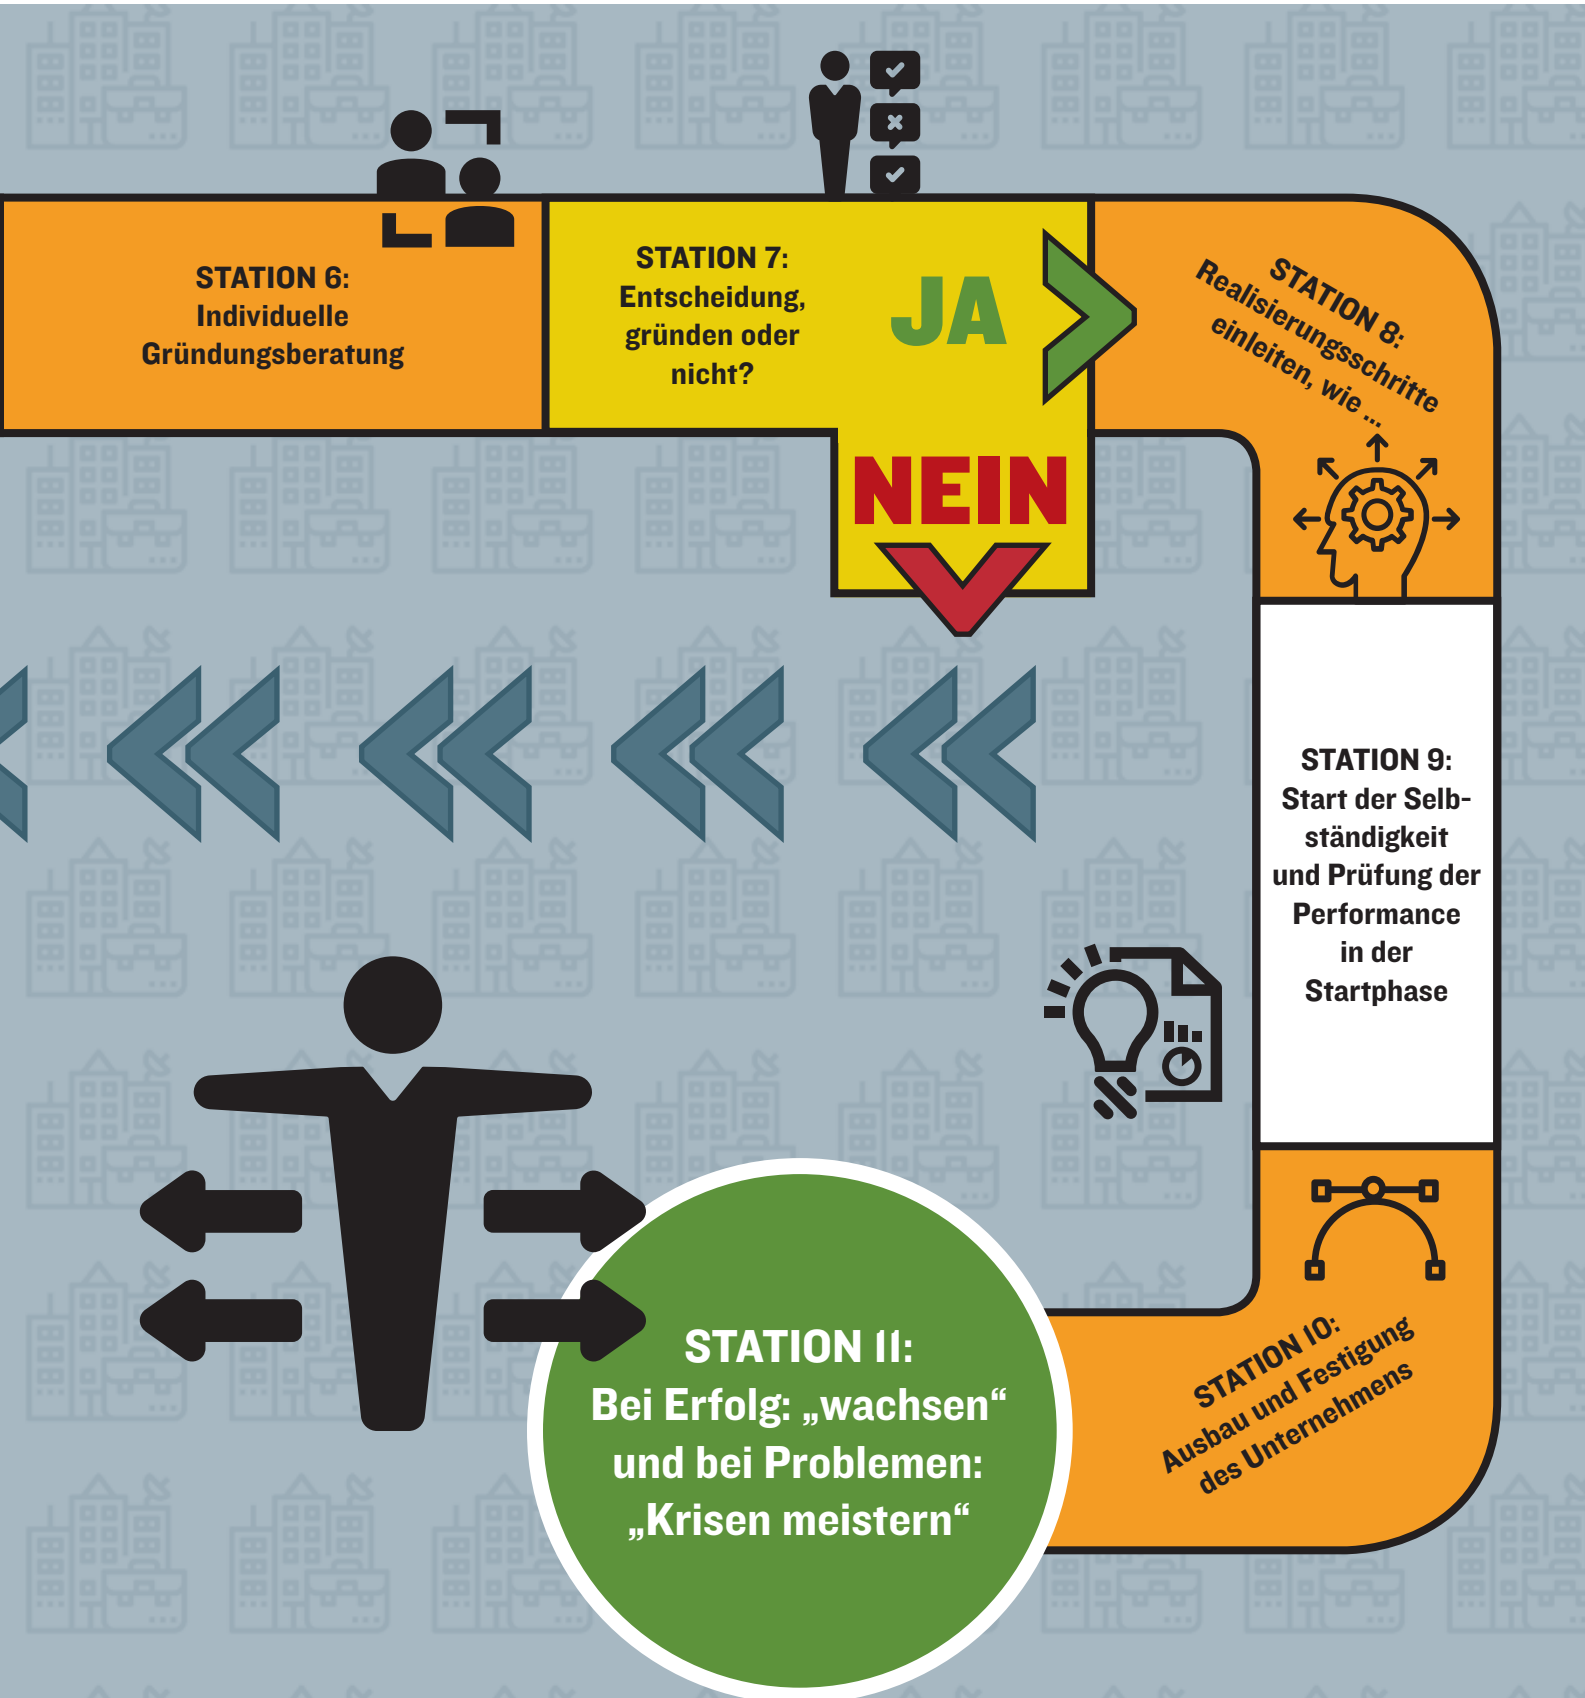 STATION 6:
Individuelle
Gründungsberatung
STATION 7:
Entscheidung,
gründen oder
nicht?
JA
NEIN
STATION 8:
Realisierungsschritte
einleiten, wie ...
STATION 9:
Start der Selb-
ständigkeit
und Prüfung der
Performance
in der
Startphase
STATION 10:
Ausbau und Festigung
des Unternehmens
STATION 11:
Bei Erfolg: „wachsen“
und bei Problemen:
„Krisen meistern“